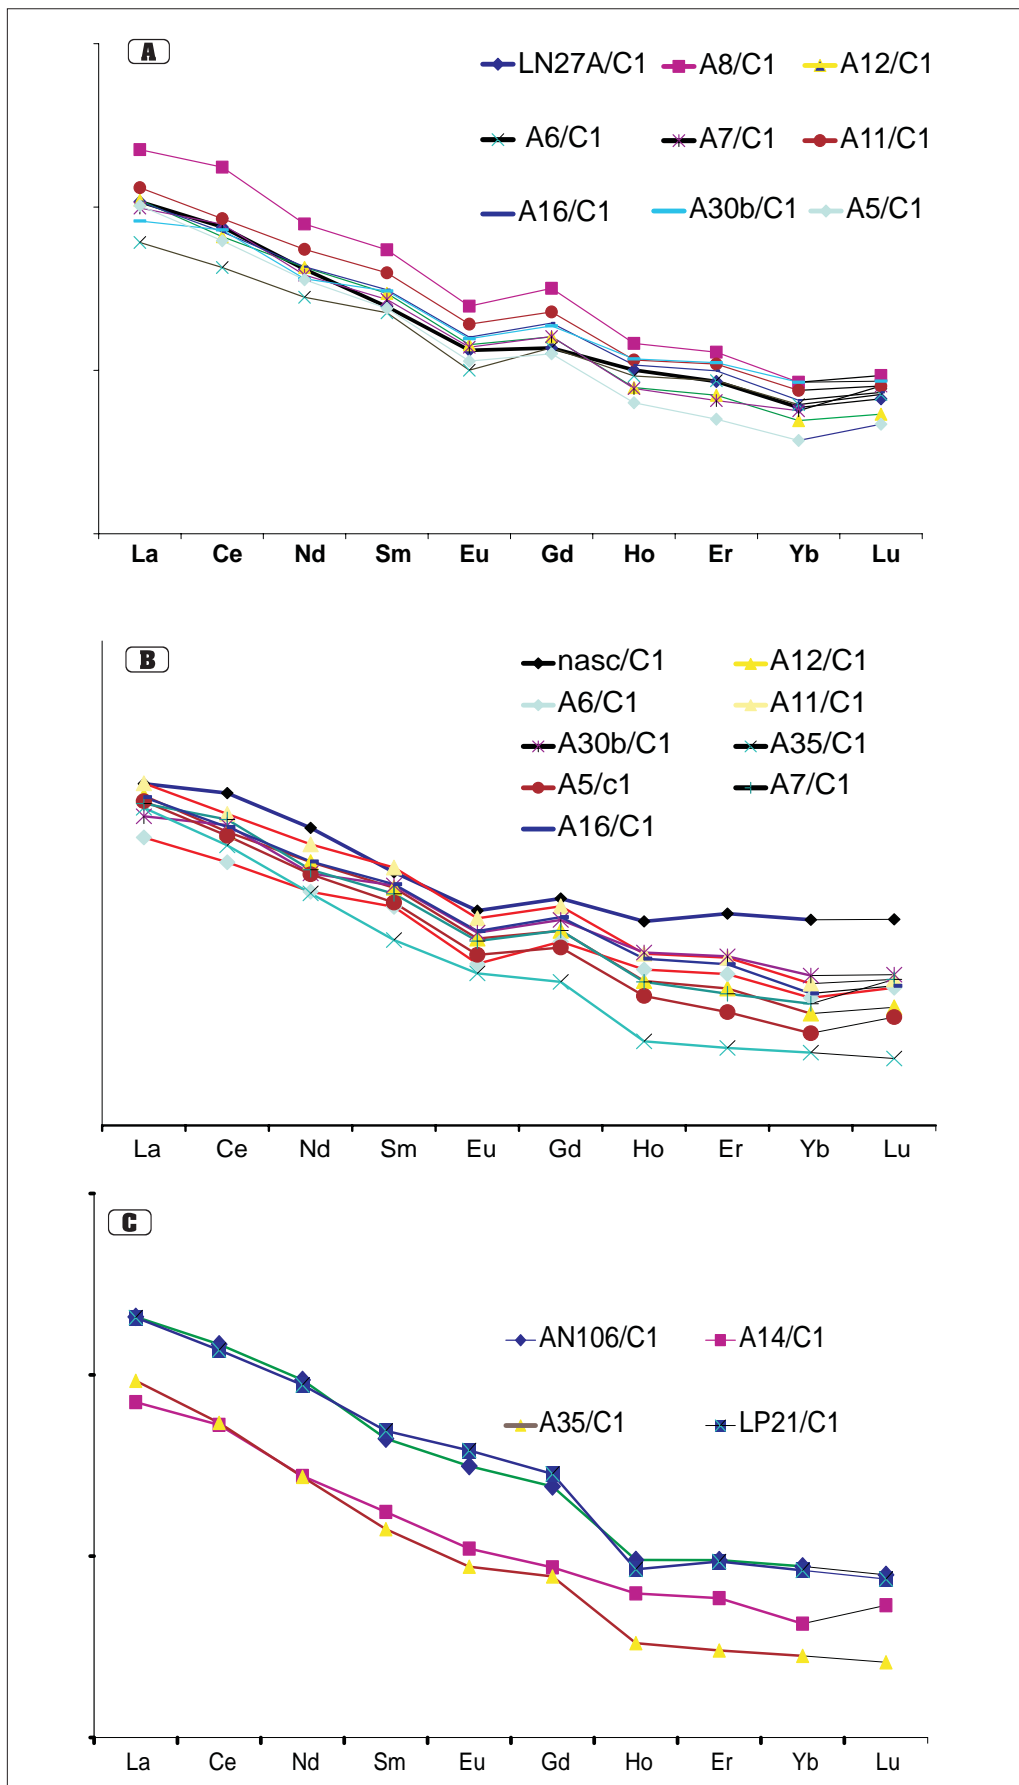 A
LN27A/C1 A8/C1 A12/C1
A6/C1 A7/C1 A11/C1
A16/C1 A30b/C1 A5/C1
La Ce Nd Sm Eu Gd Ho Er Yb Lu
B
nasc/C1 A12/C1
A6/C1 A11/C1
A30b/C1 A35/C1
A5/c1 A7/C1
A16/C1
La Ce Nd Sm Eu Gd Ho Er Yb Lu
C
AN106/C1 A14/C1
A35/C1 LP21/C1
La Ce Nd Sm Eu Gd Ho Er Yb Lu